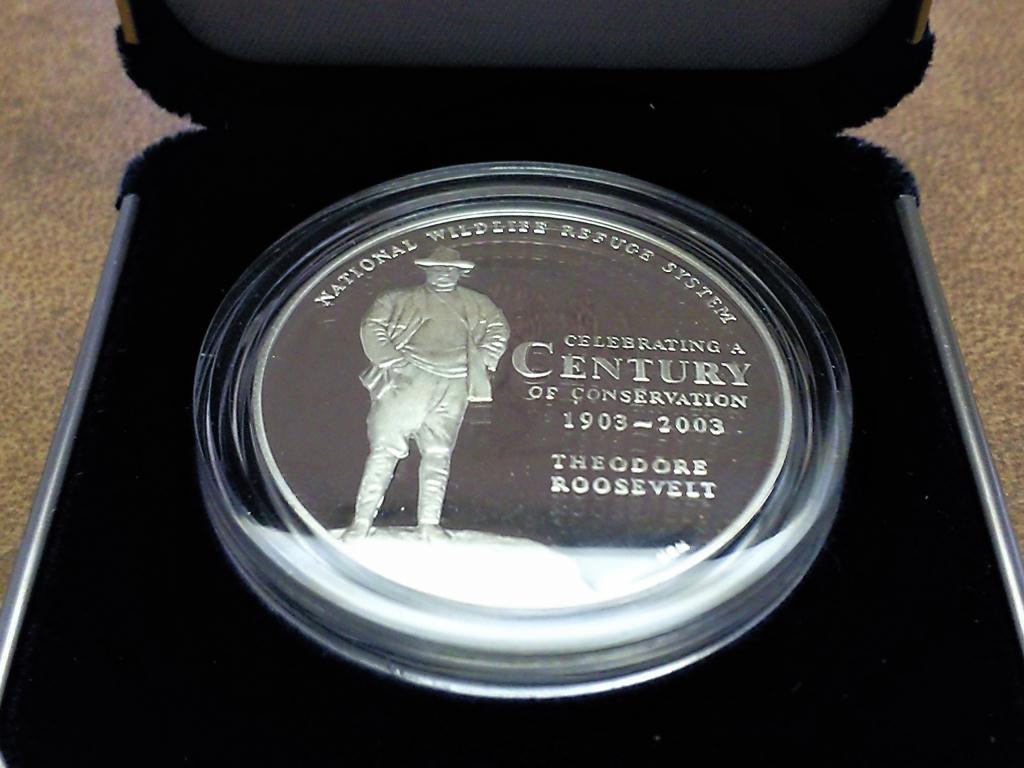 NATIONAL WILDLIFE REFUGE SYSTEM
CELEBRATING A
CENTURY
OF CONSERVATION
1903~2003
THEODORE
ROOSEVELT